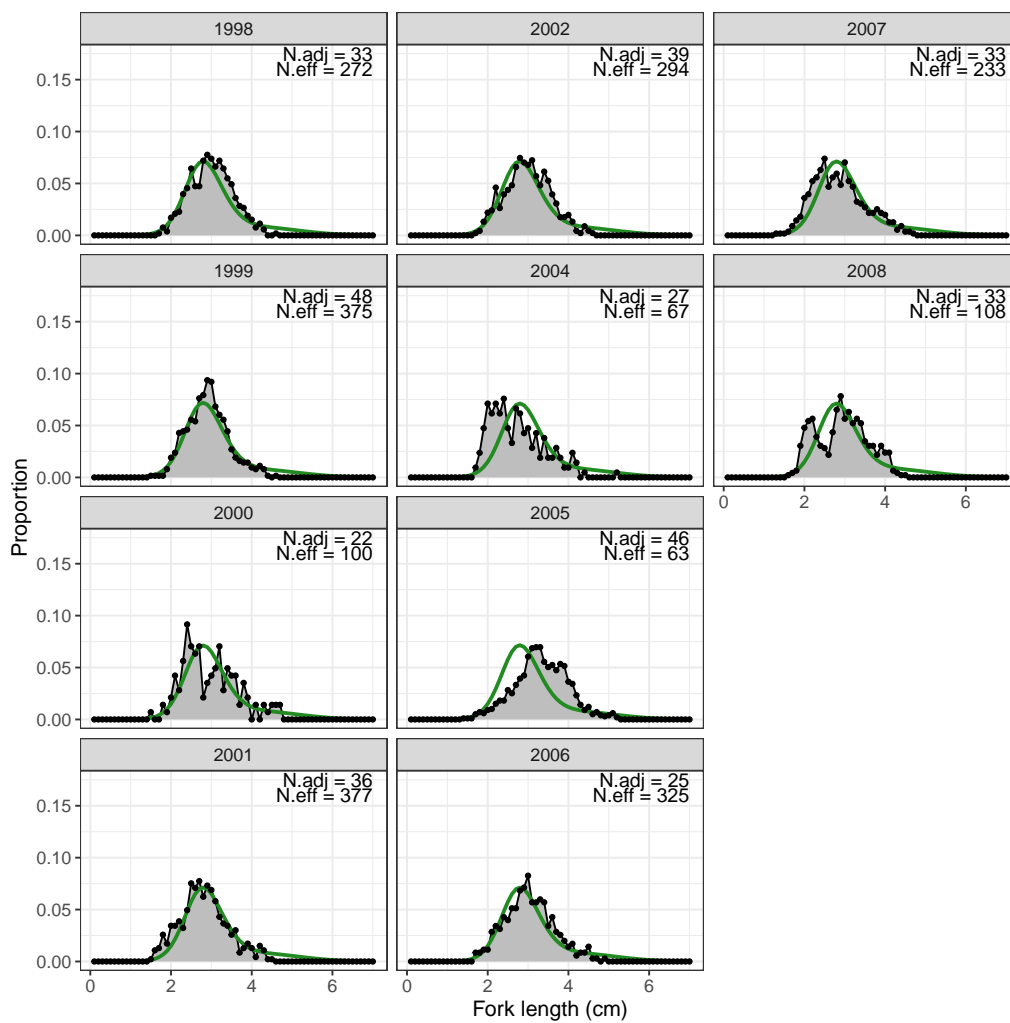 1998
N.adj = 33
N.eff = 272
2002
N.adj = 39
N.eff = 294
2007
N.adj = 33
N.eff = 233
0.15
0.10
0.05
0.00
1999
N.adj = 48
N.eff = 375
2004
N.adj = 27
N.eff = 67
2008
N.adj = 33
N.eff = 108
0.15
0.10
0.05
0.00
0 2 4 6
Proportion
2000
N.adj = 22
N.eff = 100
2005
N.adj = 46
N.eff = 63
0.15
0.10
0.05
0.00
2001
N.adj = 36
N.eff = 377
2006
N.adj = 25
N.eff = 325
0.15
0.10
0.05
0.00
0 2 4 6
0 2 4 6
Fork length (cm)